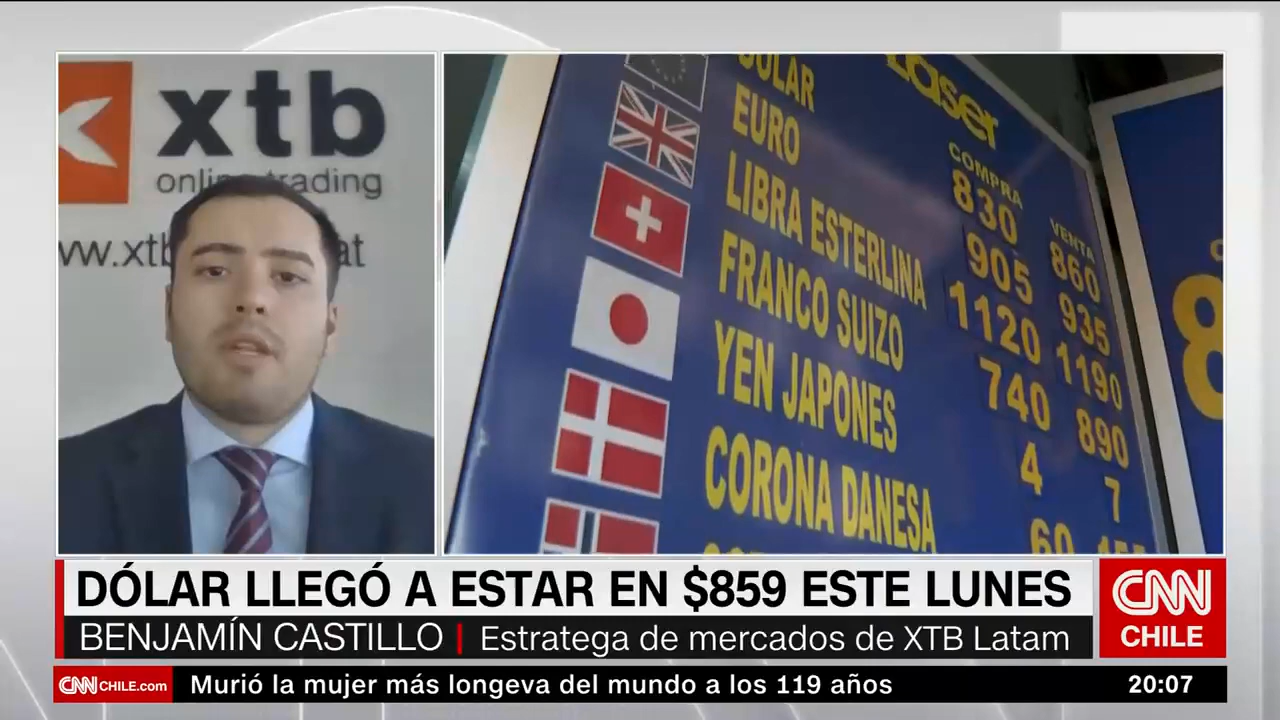 xtb
online trading
DÓLAR
EURO
LIBRA ESTERLINA
FRANCO SUIZO
YEN JAPONES
CORONA DANESA
Laser
COMPRA
VENTA
830 860
905 935
1120 1190
740 890
4 7
60
DÓLAR LLEGÓ A ESTAR EN $859 ESTE LUNES
BENJAMÍN CASTILLO | Estratega de mercados de XTB Latam
CNN
CHILE
CNNCHILE.com Murió la mujer más longeva del mundo a los 119 años 20:07